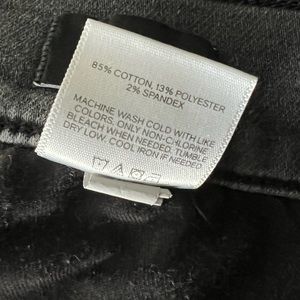 85% COTTON, 13% POLYESTER
2% SPANDEX
MACHINE WASH COLD WITH LIKE
COLORS, ONLY NON-CHLORINE
BLEACH WHEN NEEDED. TUMBLE
DRY LOW. COOL IRON IF NEEDED